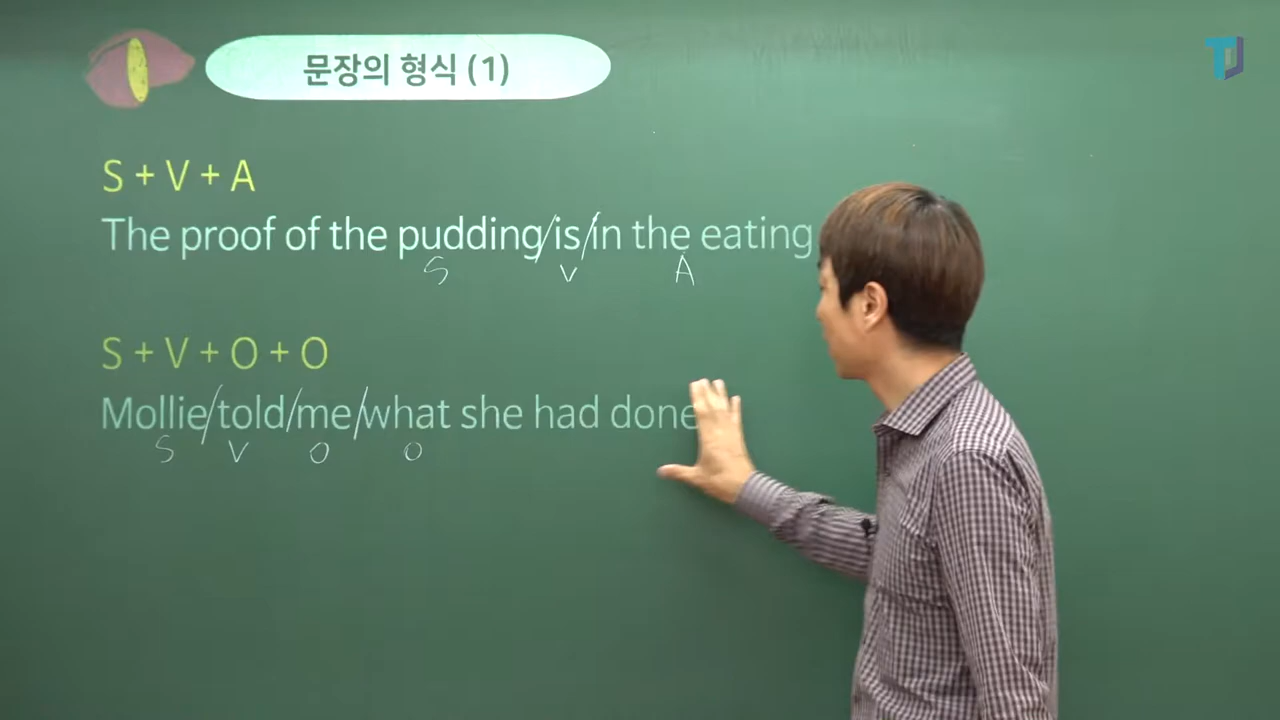 문장의 형식 (1)
S + V + A
The proof of the pudding/is/in the eating
S V A
S + V + O + O
Mollie/told/me/what she had done
S V O O